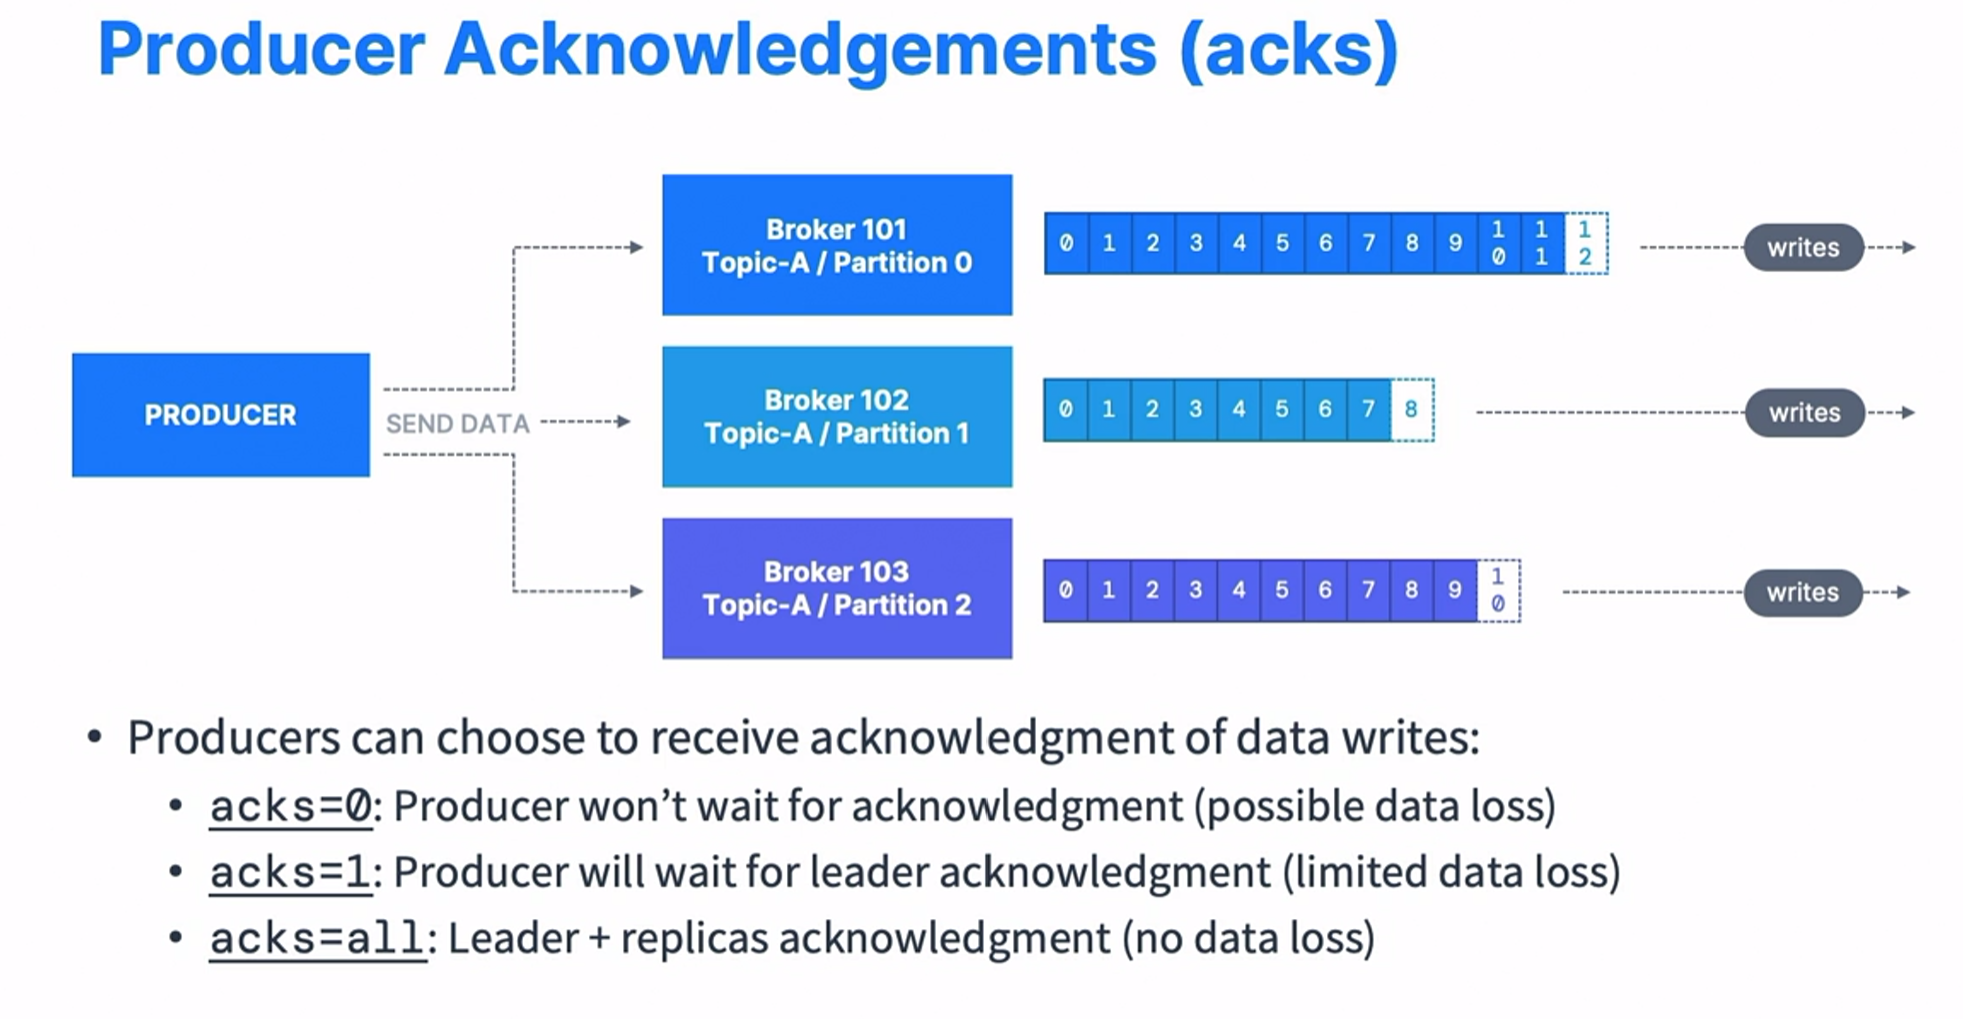 Producer Acknowledgements (acks)
Broker 101
Topic-A / Partition 0
0 1 2 3 4 5 6 7 8 9 10 11 12
writes
PRODUCER
SEND DATA
Broker 102
Topic-A / Partition 1
0 1 2 3 4 5 6 7 8
writes
Broker 103
Topic-A / Partition 2
0 1 2 3 4 5 6 7 8 9 10
writes
• Producers can choose to receive acknowledgment of data writes:
• acks=0: Producer won’t wait for acknowledgment (possible data loss)
• acks=1: Producer will wait for leader acknowledgment (limited data loss)
• acks=all: Leader + replicas acknowledgment (no data loss)